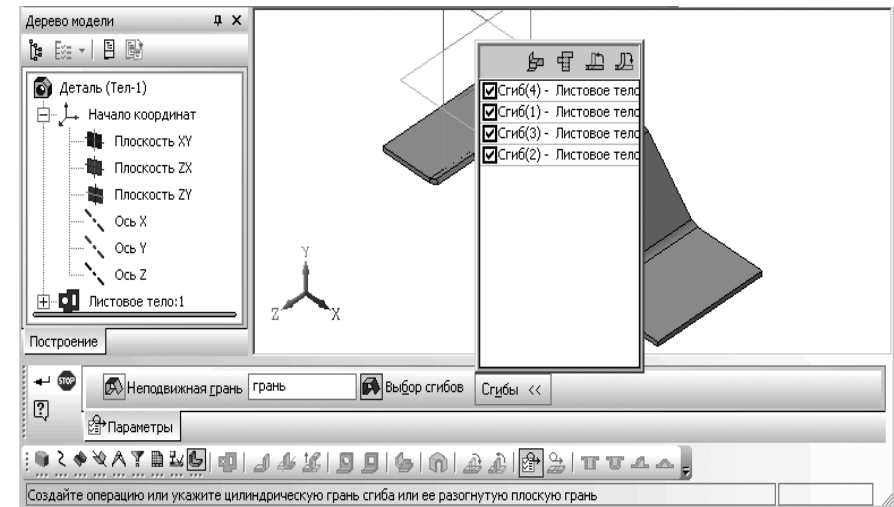 Дерево модели
Деталь (Тел-1)
Начало координат
Плоскость XY
Плоскость ZX
Плоскость ZY
Ось X
Ось Y
Ось Z
Листовое тело:1
Построение
Сгиб(4) - Листовое тело
Сгиб(1) - Листовое тело
Сгиб(3) - Листовое тело
Сгиб(2) - Листовое тело
Y
Z
X
STOP
Неподвижная грань
грань
Выбор сгибов
Сгибы <<
Параметры
Создайте операцию или укажите цилиндрическую грань сгиба или ее разогнутую плоскую грань